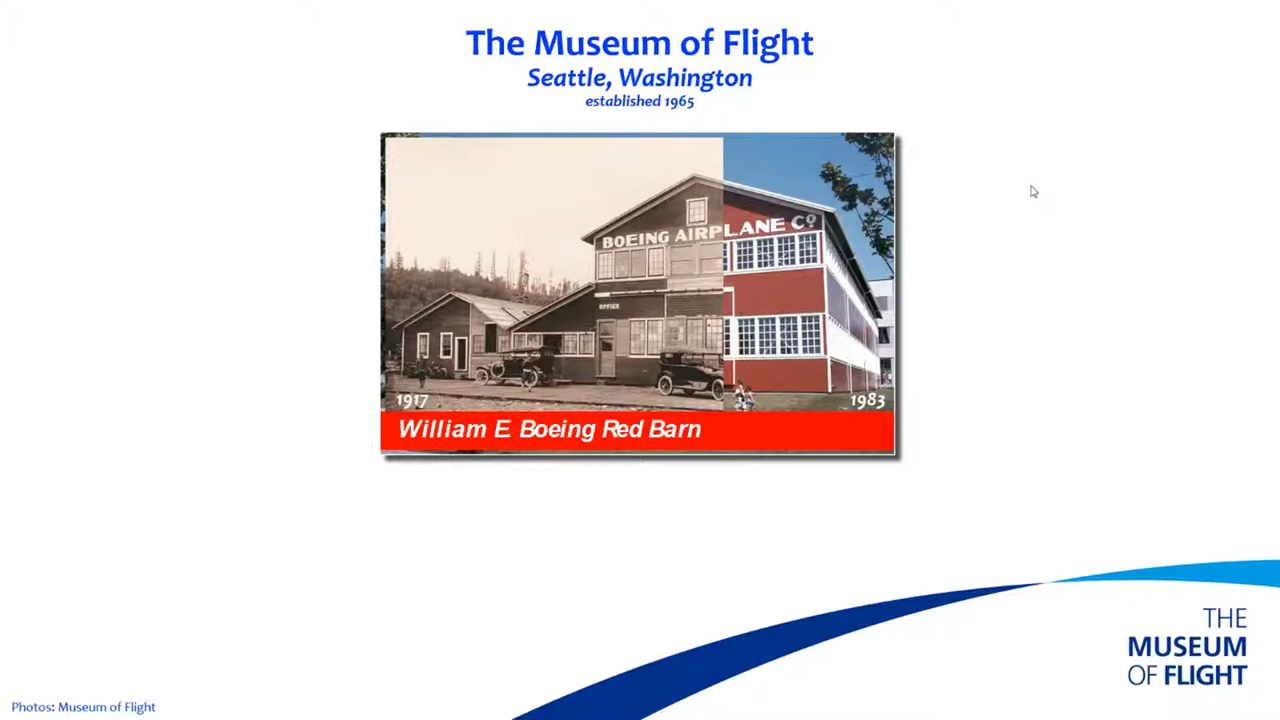 The Museum of Flight
Seattle, Washington
established 1965
BOEING AIRPLANE Cº
OFFICE
1917
1983
William E Boeing Red Barn
THE
MUSEUM
OF FLIGHT
Photos: Museum of Flight